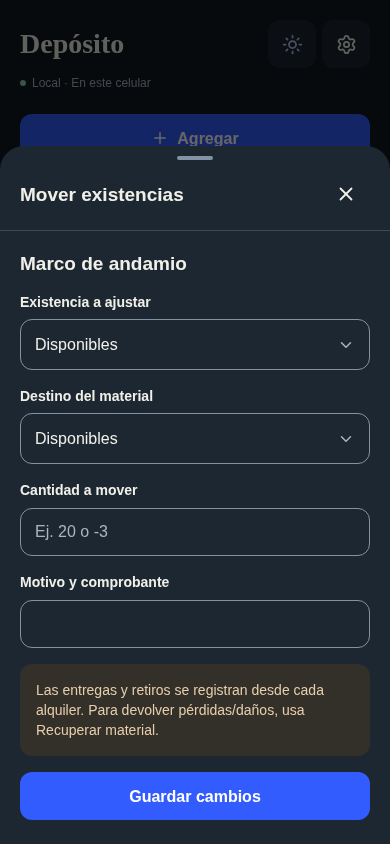 Depósito
Local · En este celular
Agregar
Mover existencias
Marco de andamio
Existencia a ajustar
Disponibles
Destino del material
Disponibles
Cantidad a mover
Ej. 20 o -3
Motivo y comprobante
Las entregas y retiros se registran desde cada
alquiler. Para devolver pérdidas/daños, usa
Recuperar material.
Guardar cambios